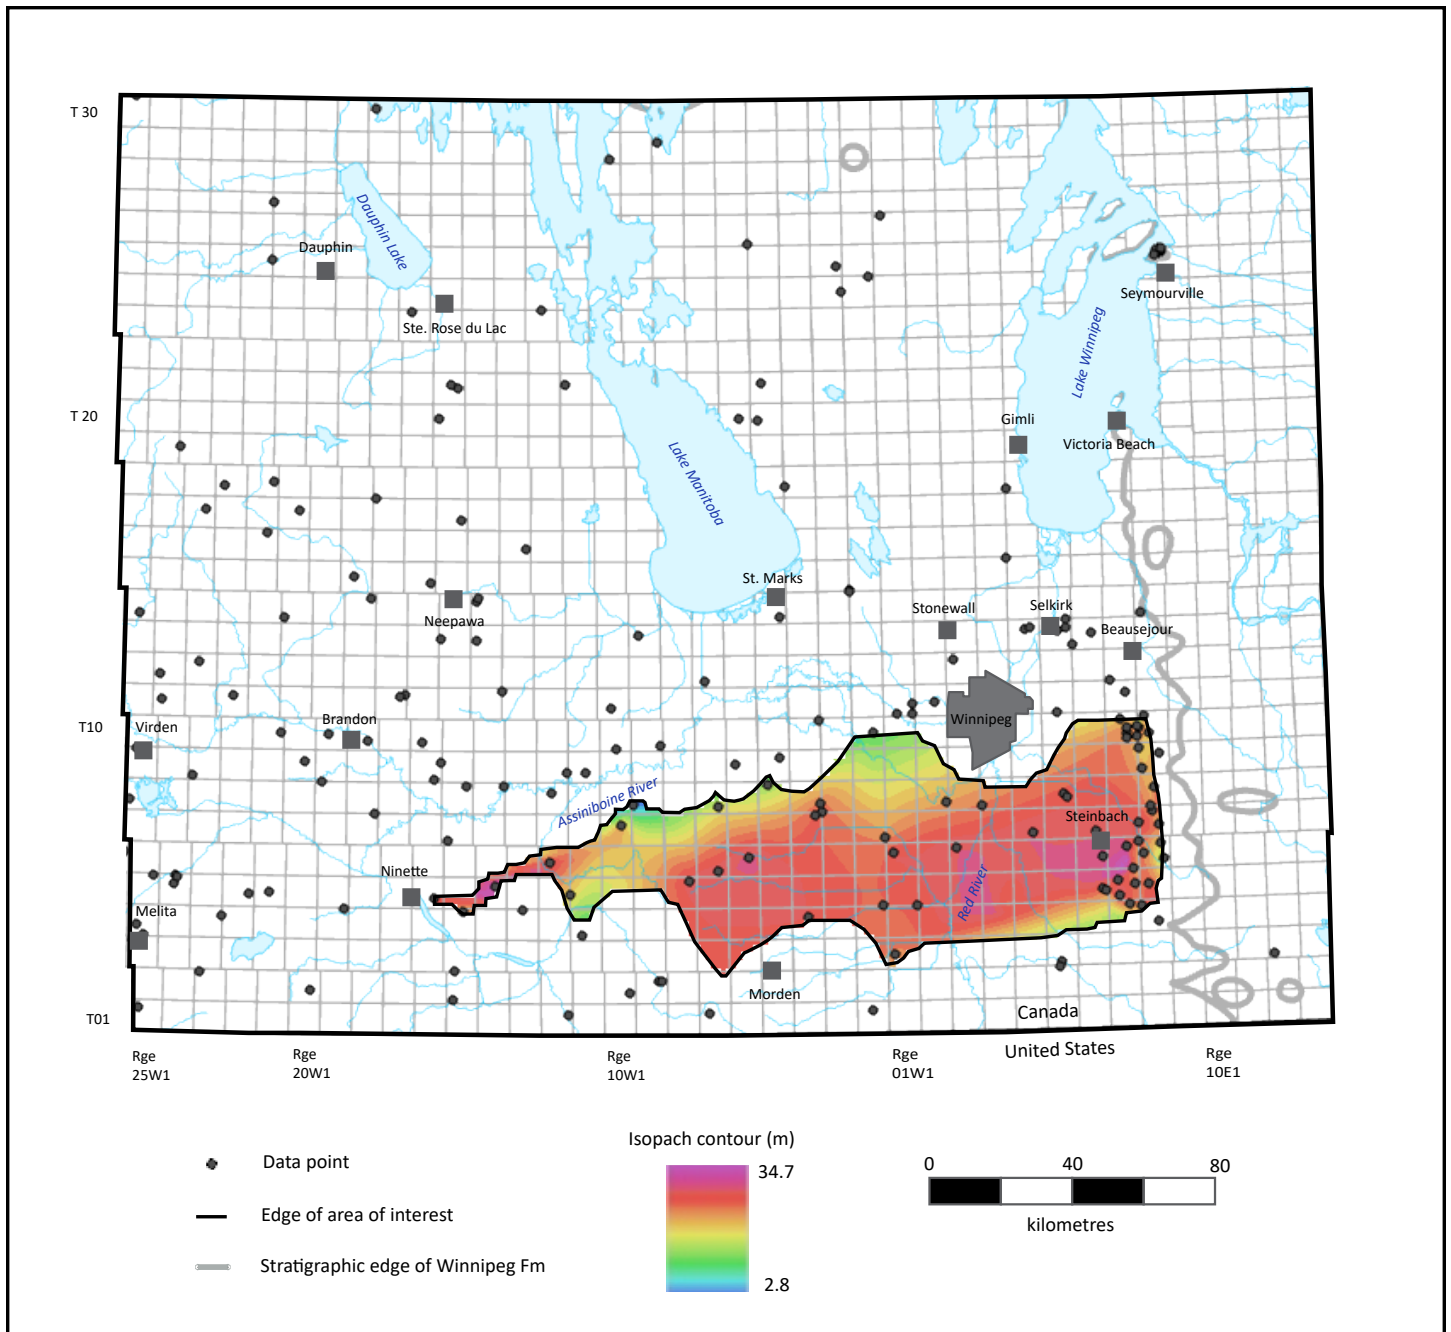 T 30
Dauphin Lake
Dauphin
Seymourville
Ste. Rose du Lac
Lake Winnipeg
T 20
Gimli
Victoria Beach
Lake Manitoba
St. Marks
Stonewall
Selkirk
Neepawa
Beausejour
T10
Virden
Brandon
Winnipeg
Assiniboine River
Steinbach
Ninette
Red River
Melita
Morden
Canada
T01
United States
Rge
25W1
Rge
20W1
Rge
10W1
Rge
01W1
Rge
10E1
Isopach contour (m)
Data point
34.7
0 40 80
Edge of area of interest
kilometres
Stratigraphic edge of Winnipeg Fm
2.8